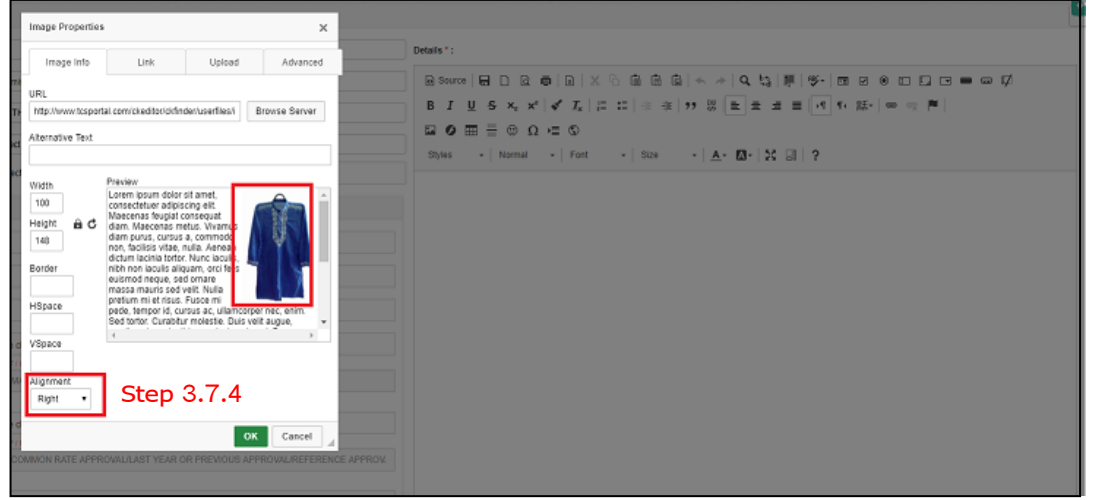 Image Properties
Image Info
Link
Upload
Advanced
URL
http://www.tcsportal.com/ckeditor/ckfinder/userfiles/i
Browse Server
Alternative Text
Width
100
Height
148
Border
HSpace
VSpace
Alignment
Right
Preview
Lorem ipsum dolor sit amet,
consectetuer adipiscing elit.
Maecenas feugiat consequat
diam. Maecenas metus. Vivamus
diam purus, cursus a, commodo
non, facilisis vitae, nulla. Aenean
dictum lacinia tortor. Nunc iaculis,
nibh non iaculis aliquam, orci felis
euismod neque, sed ornare
massa mauris sed velit. Nulla
pretium mi et risus. Fusce mi
pede, tempor id, cursus ac, ullamcorper nec, enim.
Sed tortor. Curabitur molestie. Duis velit augue,
Step 3.7.4
OK
Cancel
COMMON RATE APPROVAL/LAST YEAR OR PREVIOUS APPROVAL/REFERENCE APPROV.
Details * :
Source
B I U S x x
Styles
Normal
Font
Size
A
A
?